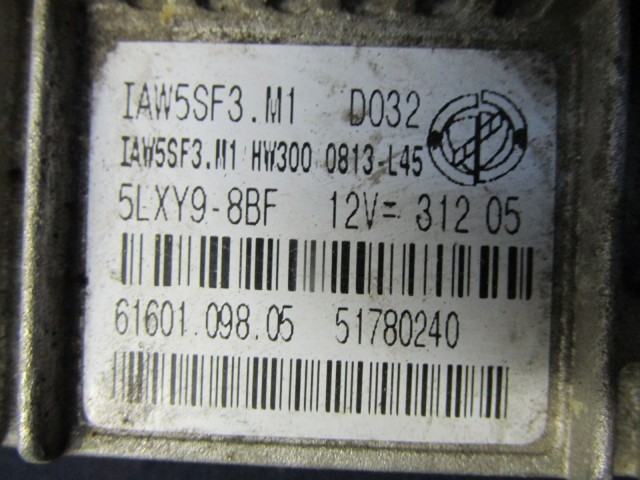 IAW5SF3.M1 D032
IAW5SF3.M1 HW300 0813-L45
5LXY9-8BF 12V= 312 05
61601.098.05 51780240